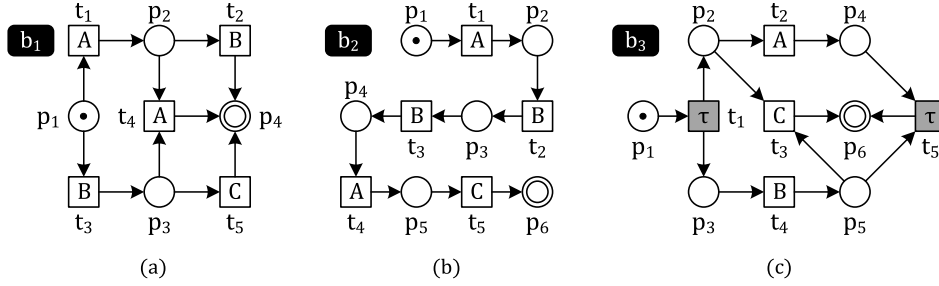 t1 p2 t2
b1 A B
p1 t4 A p4
B C
t3 p3 t5
(a)
p1 t1 p2
b2 A
p4
B B
t3 p3 t2
A C
t4 p5 t5 p6
(b)
p2 t2 p4
b3 A
τ t1 C τ
p1 t3 p6 t5
B
p3 t4 p5
(c)